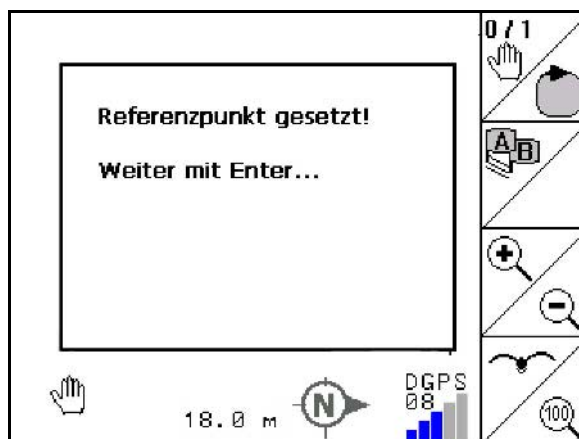 0 / 1
Referenzpunkt gesetzt!
A B
Weiter mit Enter...
DGPS
08
18.0 m
N
100